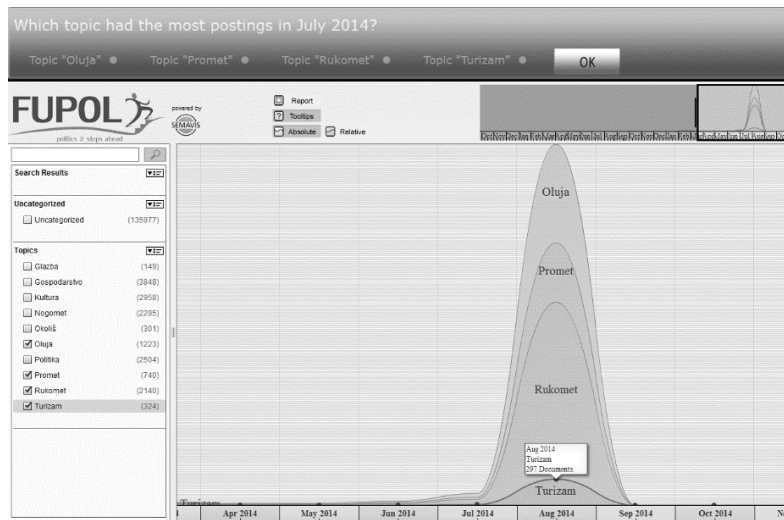 Which topic had the most postings in July 2014?
Topic "Oluja"
Topic "Promet"
Topic "Rukomet"
Topic "Turizam"
OK
FUPOL
politics 2 steps ahead
powered by
SEMAVIS
Report
? Tooltips
Absolute
Relative
Search Results
Uncategorized
Uncategorized (135977)
Topics
Glazba (149)
Gospodarstvo (3848)
Kultura (2958)
Nogomet (2295)
Okoliš (301)
Oluja (1223)
Politika (2504)
Promet (740)
Rukomet (2140)
Turizam (324)
Oluja
Promet
Rukomet
Aug 2014
Turizam
297 Documents
Turizam
Turizam
Apr 2014
May 2014
Jun 2014
Jul 2014
Aug 2014
Sep 2014
Oct 2014